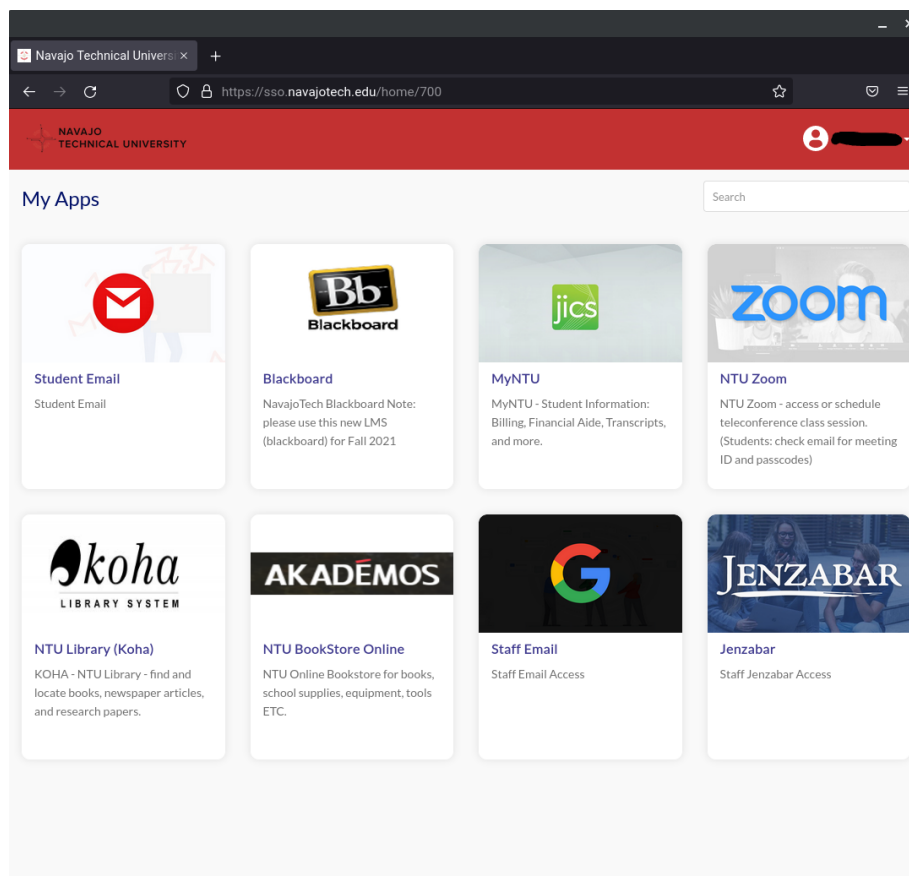 Navajo Technical Universi
https://sso.navajotech.edu/home/700
NAVAJO
TECHNICAL UNIVERSITY
My Apps
Search
Bb
Blackboard
jics
zoom
Student Email
Student Email
Blackboard
NavajoTech Blackboard Note:
please use this new LMS
(blackboard) for Fall 2021
MyNTU
MyNTU - Student Information:
Billing, Financial Aide, Transcripts,
and more.
NTU Zoom
NTU Zoom - access or schedule
teleconference class session.
(Students: check email for meeting
ID and passcodes)
koha
LIBRARY SYSTEM
AKADĒMOS
G
JENZABAR
NTU Library (Koha)
KOHA - NTU Library - find and
locate books, newspaper articles,
and research papers.
NTU BookStore Online
NTU Online Bookstore for books,
school supplies, equipment, tools
ETC.
Staff Email
Staff Email Access
Jenzabar
Staff Jenzabar Access